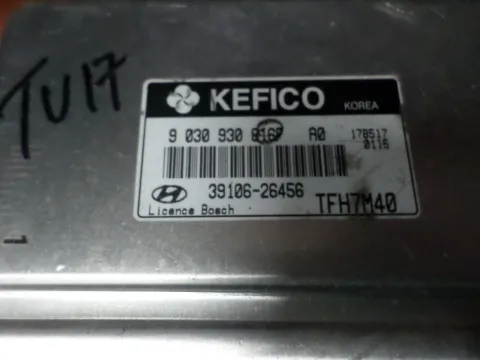 TU17
KEFICO
KOREA
9 030 930 A0 178517
0115
39106-26456
Licence Bosch
TFH7M40